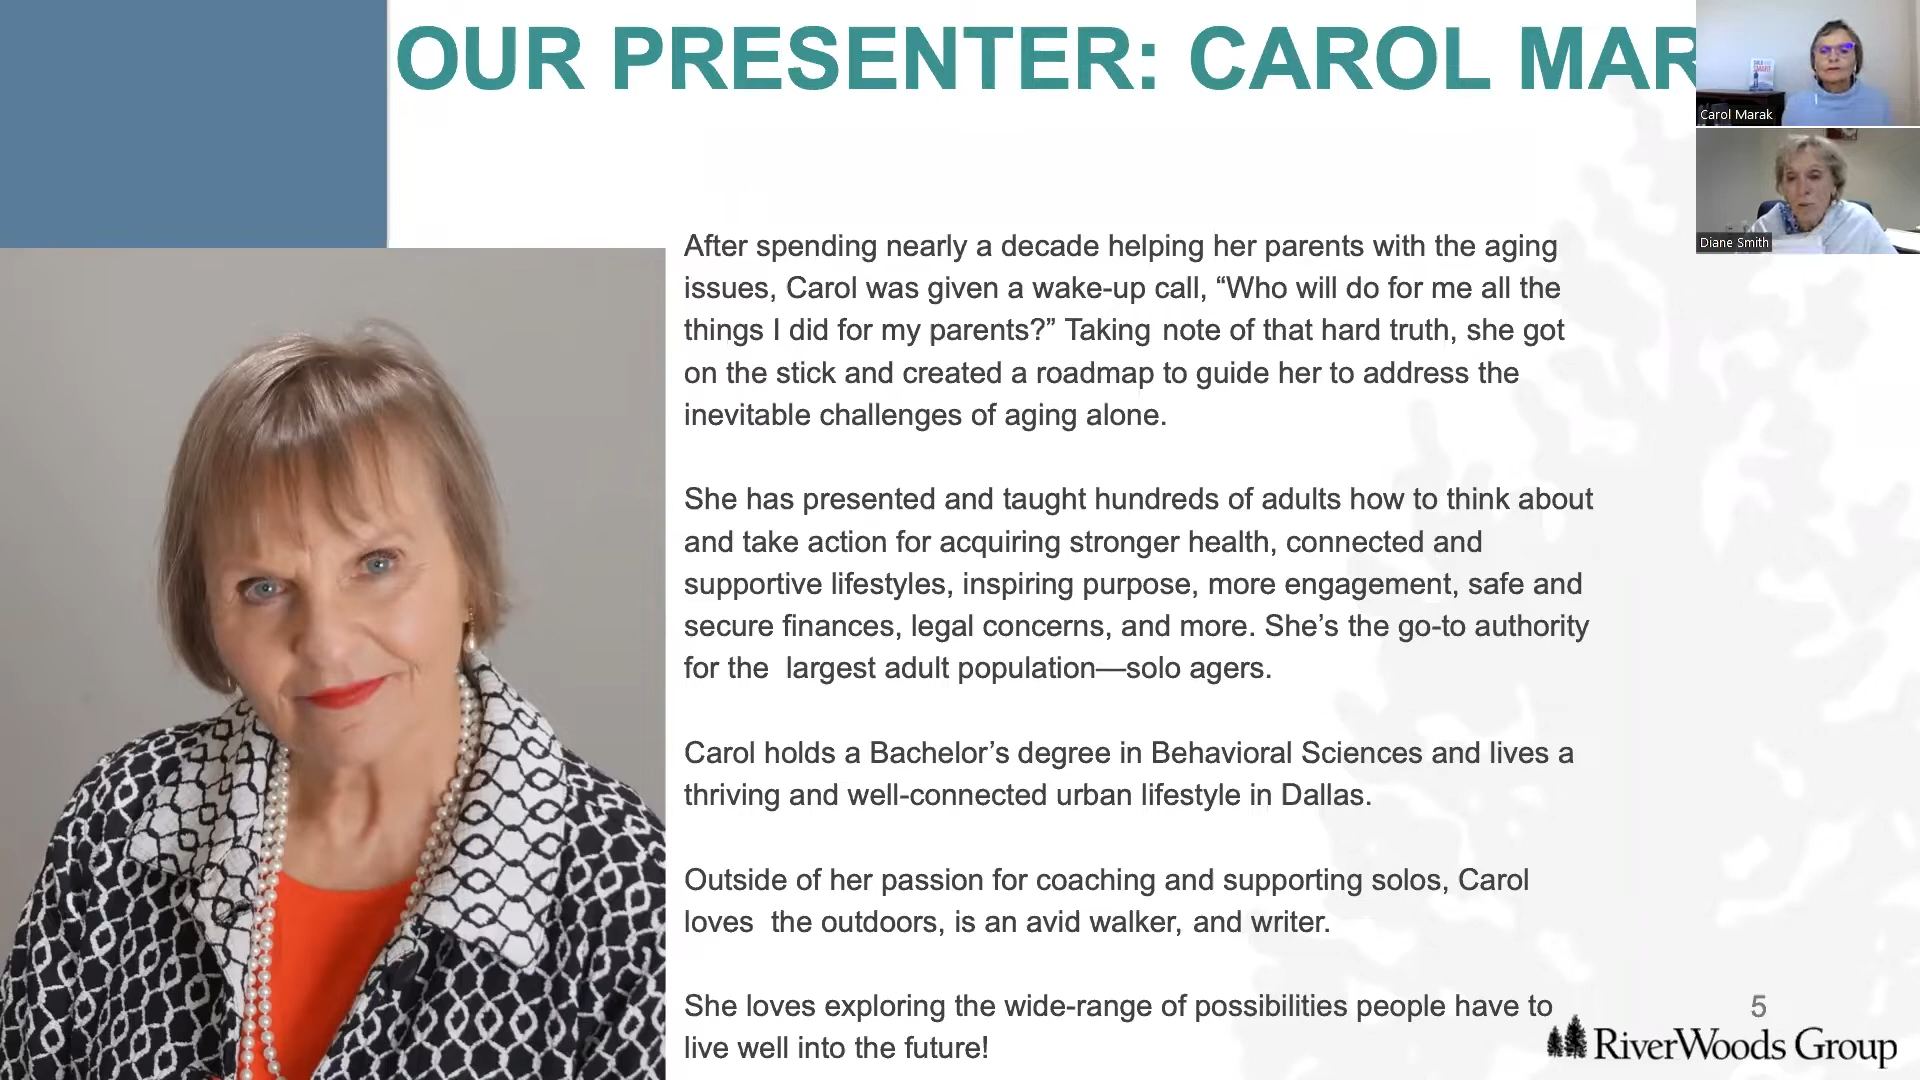 OUR PRESENTER: CAROL MAR
Carol Marak
Diane Smith
After spending nearly a decade helping her parents with the aging
issues, Carol was given a wake-up call, “Who will do for me all the
things I did for my parents?” Taking note of that hard truth, she got
on the stick and created a roadmap to guide her to address the
inevitable challenges of aging alone.
She has presented and taught hundreds of adults how to think about
and take action for acquiring stronger health, connected and
supportive lifestyles, inspiring purpose, more engagement, safe and
secure finances, legal concerns, and more. She’s the go-to authority
for the  largest adult population—solo agers.
Carol holds a Bachelor’s degree in Behavioral Sciences and lives a
thriving and well-connected urban lifestyle in Dallas.
Outside of her passion for coaching and supporting solos, Carol
loves  the outdoors, is an avid walker, and writer.
She loves exploring the wide-range of possibilities people have to
live well into the future!
5
RiverWoods Group